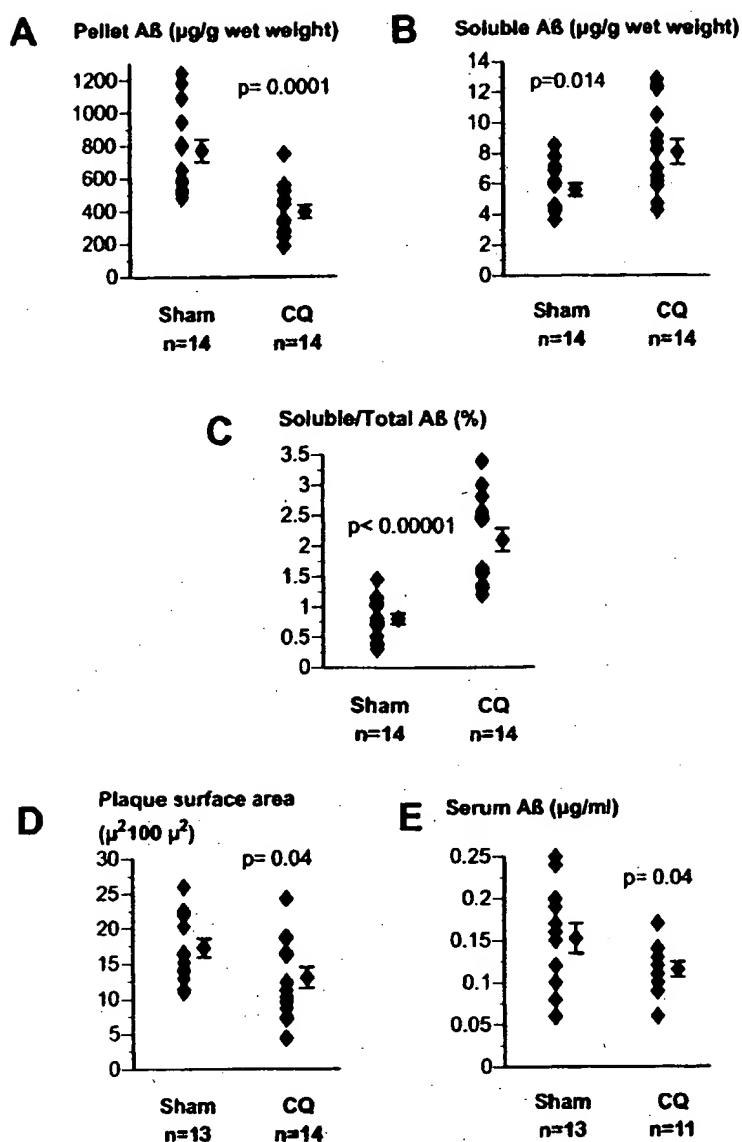 A
Pellet Aß (µg/g wet weight)
1200
1000
800
600
400
200
0
p= 0.0001
Sham
n=14
CQ
n=14
B
Soluble Aß (µg/g wet weight)
14
12
10
8
6
4
2
0
p=0.014
Sham
n=14
CQ
n=14
C
Soluble/Total Aß (%)
3.5
3
2.5
2
1.5
1
0.5
0
p< 0.00001
Sham
n=14
CQ
n=14
D
Plaque surface area
(µ²100 µ²)
30
25
20
15
10
5
0
p= 0.04
Sham
n=13
CQ
n=14
E
Serum Aß (µg/ml)
0.25
0.2
0.15
0.1
0.05
0
p= 0.04
Sham
n=13
CQ
n=11